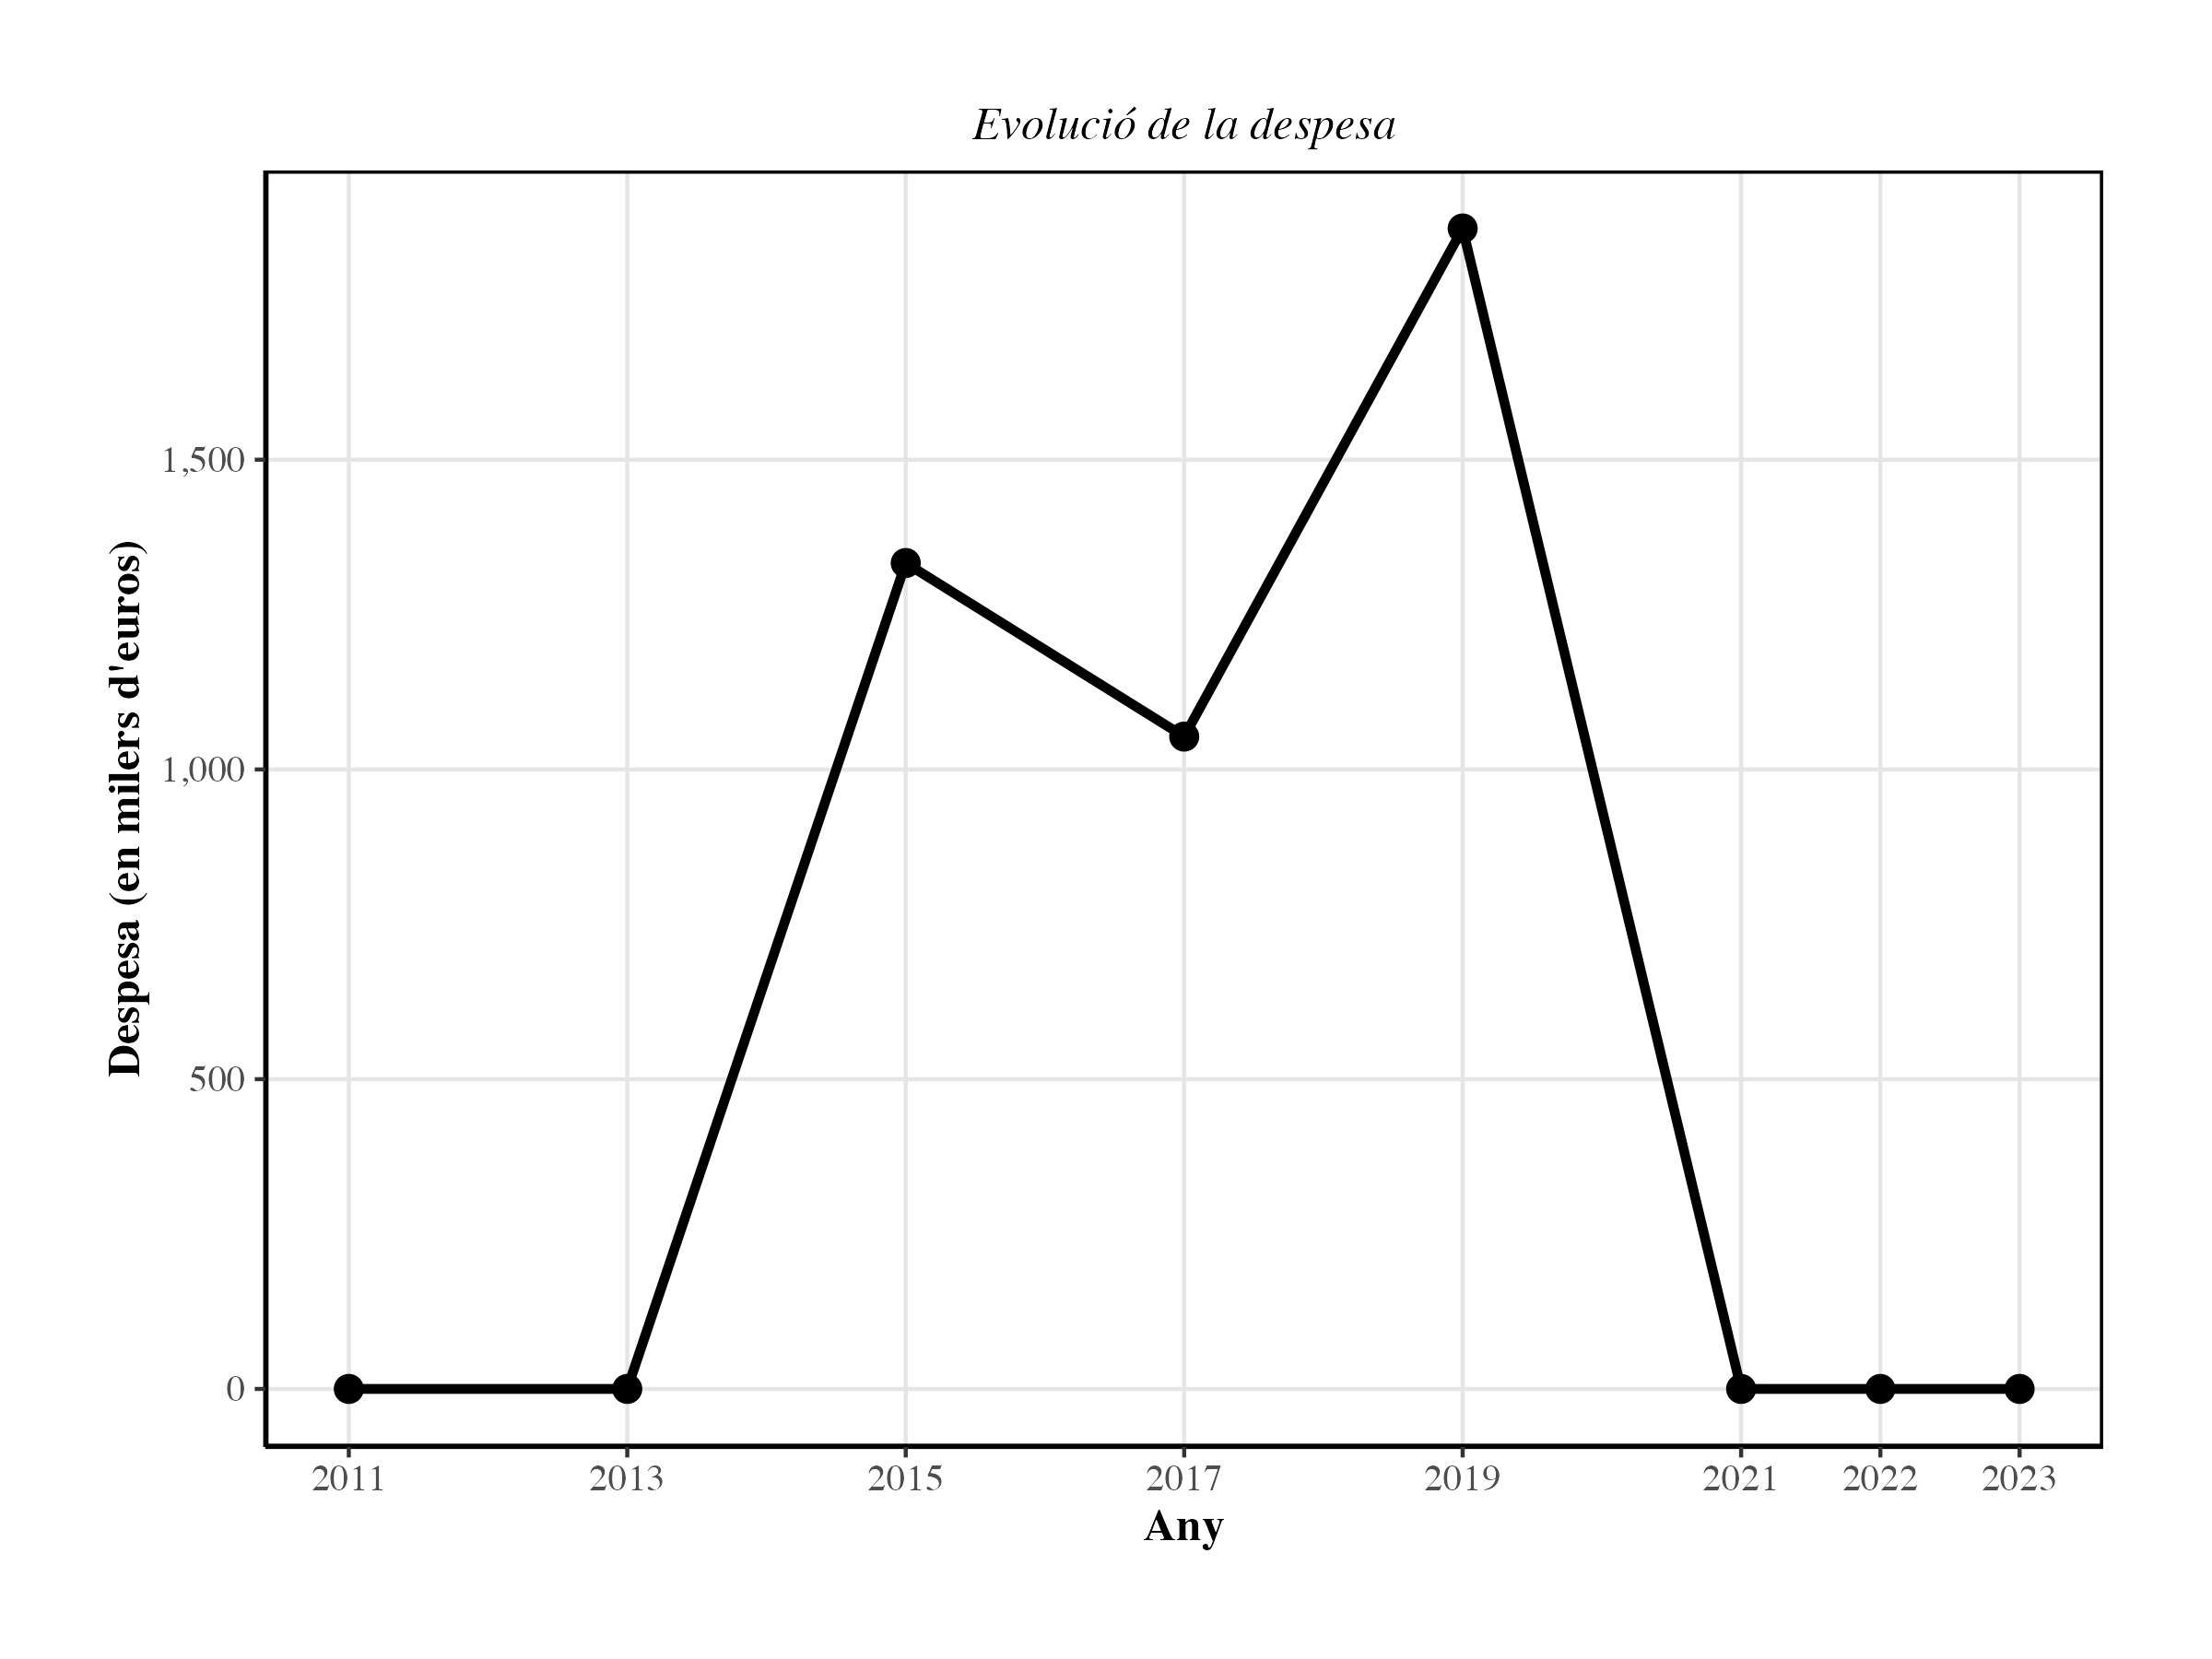 Evolució de la despesa
Despesa (en milers d'euros)
1,500
1,000
500
0
2011 2013 2015 2017 2019 2021 2022 2023
Any